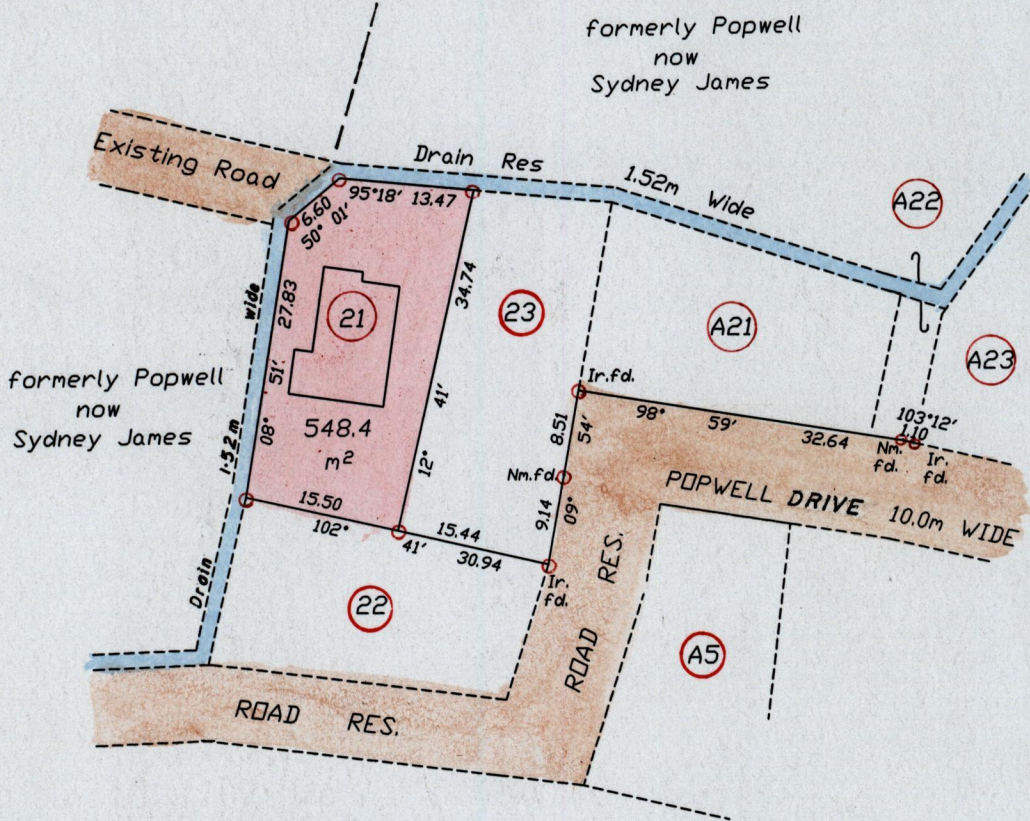 formerly Popwell
now
Sydney James
Existing Road
Drain Res
1.52m Wide
A22
6.60
50° 01'
95°18' 13.47
27.83
wide
34.74
21
23
A21
A23
formerly Popwell
now
Sydney James
51'
08°
41'
12°
548.4
m²
Ir.fd.
8.51
54'
98° 59' 32.64
103°12'
1.10
Nm.
fd.
Ir.
fd.
1.52m
Nm.fd.
9.14
09°
POPWELL DRIVE 10.0m WIDE
15.50
102°
41'
15.44
30.94
Ir.
fd.
Drain
22
ROAD RES.
A5
ROAD RES.